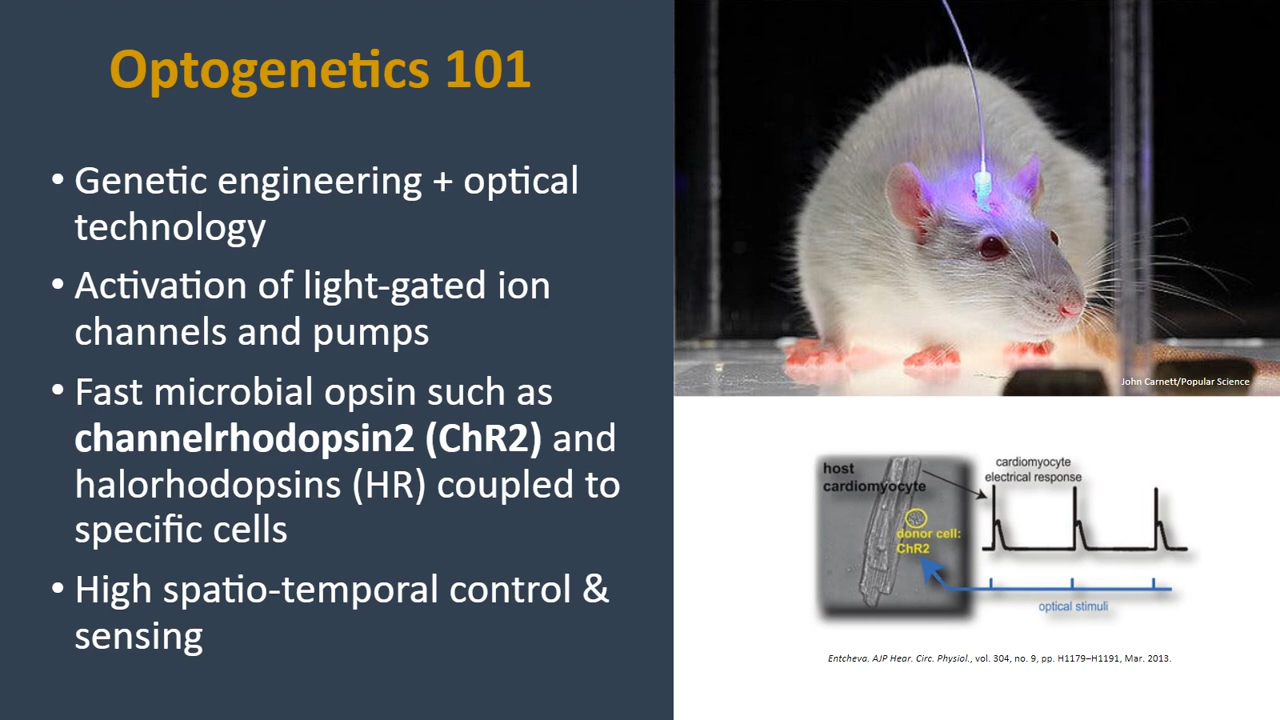 Optogenetics 101
• Genetic engineering + optical
technology
• Activation of light-gated ion
channels and pumps
• Fast microbial opsin such as
channelrhodopsin2 (ChR2) and
halorhodopsins (HR) coupled to
specific cells
• High spatio-temporal control &
sensing
John Carnett/Popular Science
host
cardiomyocyte
donor cell:
ChR2
cardiomyocyte
electrical response
optical stimuli
Entcheva. AJP Hear. Circ. Physiol., vol. 304, no. 9, pp. H1179–H1191, Mar. 2013.